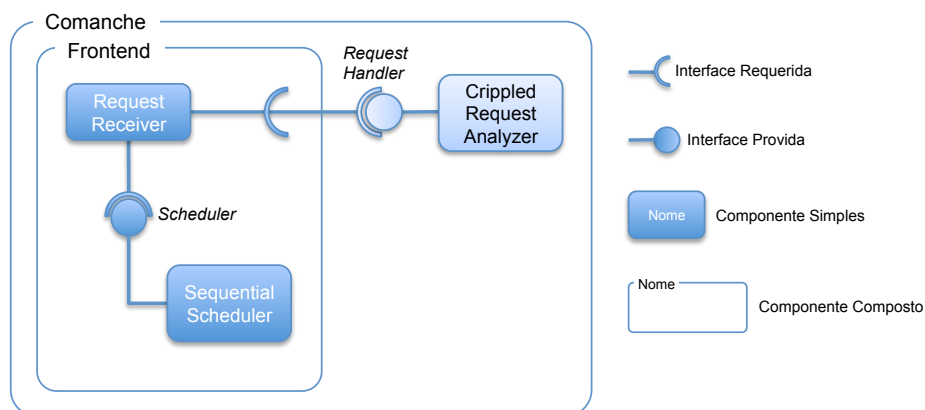 Comanche
Frontend
Request
Handler
Request
Receiver
Crippled
Request
Analyzer
Scheduler
Sequential
Scheduler
Interface Requerida
Interface Provida
Nome
Componente Simples
Nome
Componente Composto